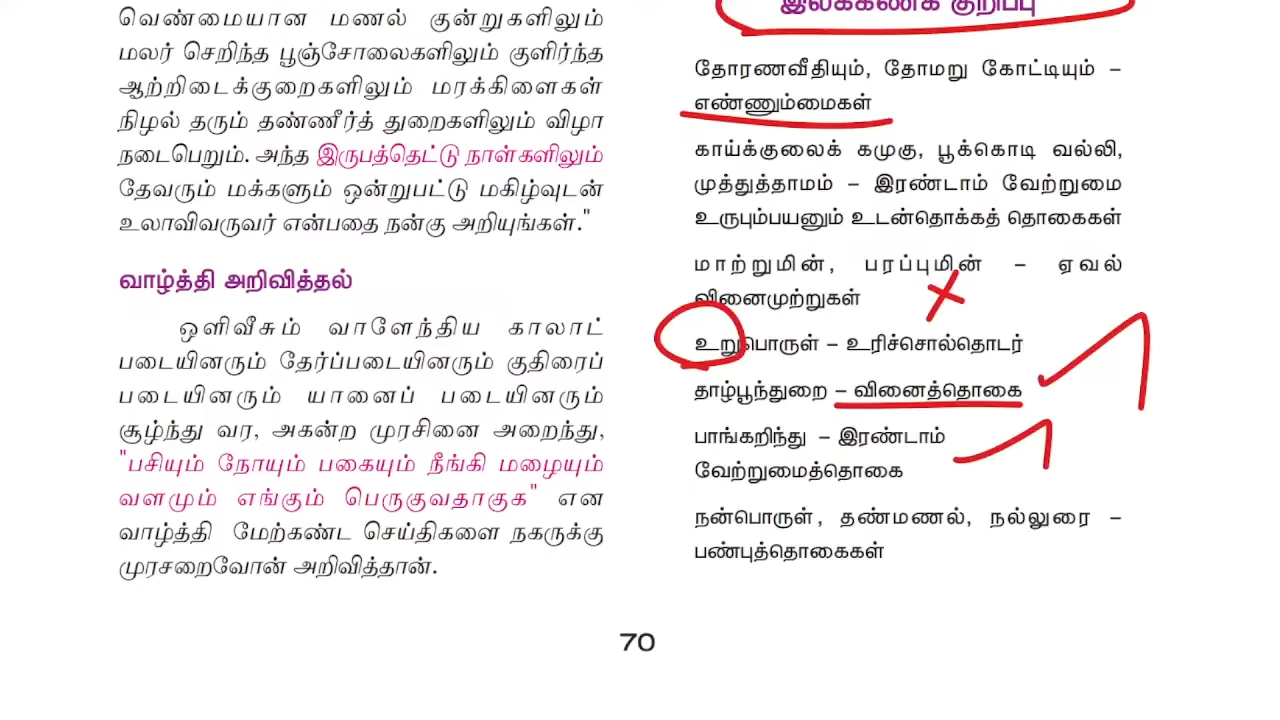 வெண்மையான மணல் குன்றுகளிலும்
மலர் செறிந்த பூஞ்சோலைகளிலும் குளிர்ந்த
ஆற்றிடைக்குறைகளிலும் மரக்கிளைகள்
நிழல் தரும் தண்ணீர்த் துறைகளிலும் விழா
நடைபெறும். அந்த இருபத்தெட்டு நாள்களிலும்
தேவரும் மக்களும் ஒன்றுபட்டு மகிழ்வுடன்
உலாவிவருவர் என்பதை நன்கு அறியுங்கள்."
வாழ்த்தி அறிவித்தல்
ஒளிவீசும் வாளேந்திய காலாட்
படையினரும் தேர்ப்படையினரும் குதிரைப்
படையினரும் யானைப் படையினரும்
சூழ்ந்து வர, அகன்ற முரசினை அறைந்து,
"பசியும் நோயும் பகையும் நீங்கி மழையும்
வளமும் எங்கும் பெருகுவதாகுக" என
வாழ்த்தி மேற்கண்ட செய்திகளை நகருக்கு
முரசறைவோன் அறிவித்தான்.
இலக்கணக் குறிப்பு
தோரணவீதியும், தோமறு கோட்டியும் –
எண்ணும்மைகள்
காய்க்குலைக் கமுகு, பூக்கொடி வல்லி,
முத்துத்தாமம் – இரண்டாம் வேற்றுமை
உருபும்பயனும் உடன்தொக்கத் தொகைகள்
மாற்றுமின், பரப்புமின் – ஏவல்
வினைமுற்றுகள்
உறுபொருள் – உரிச்சொல்தொடர்
தாழ்பூந்துறை – வினைத்தொகை
பாங்கறிந்து – இரண்டாம்
வேற்றுமைத்தொகை
நன்பொருள், தண்மணல், நல்லுரை –
பண்புத்தொகைகள்
70